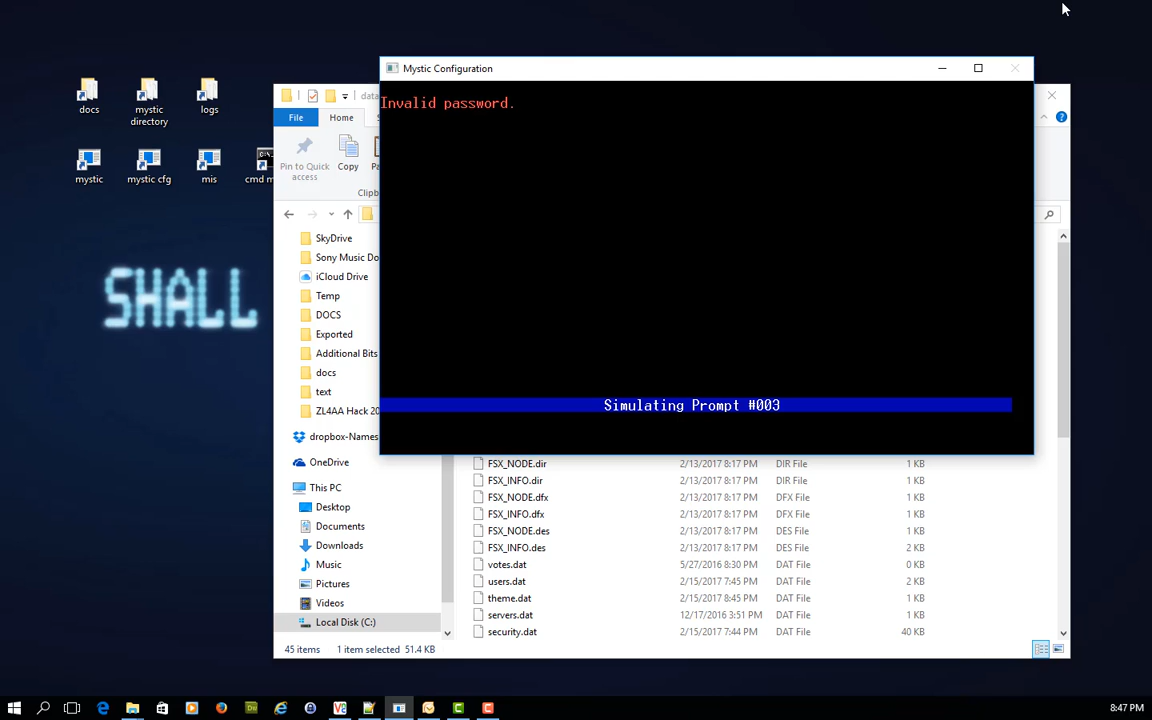 docs
mystic directory
logs
mystic
mystic cfg
mis
cmd m
SHALL
Mystic Configuration
Invalid password.
Simulating Prompt #003
data
File
Home
Pin to Quick access
Copy
Pa
Clipb
SkyDrive
Sony Music Do
iCloud Drive
Temp
DOCS
Exported
Additional Bits
docs
text
ZL4AA Hack 20
dropbox-Names
OneDrive
This PC
Desktop
Documents
Downloads
Music
Pictures
Videos
Local Disk (C:)
FSX_NODE.dir 2/13/2017 8:17 PM DIR File 1 KB
FSX_INFO.dir 2/13/2017 8:17 PM DIR File 1 KB
FSX_NODE.dfx 2/13/2017 8:17 PM DFX File 1 KB
FSX_INFO.dfx 2/13/2017 8:17 PM DFX File 1 KB
FSX_NODE.des 2/13/2017 8:17 PM DES File 1 KB
FSX_INFO.des 2/13/2017 8:17 PM DES File 2 KB
votes.dat 5/27/2016 8:30 PM DAT File 0 KB
users.dat 2/15/2017 7:45 PM DAT File 2 KB
theme.dat 2/15/2017 8:45 PM DAT File 1 KB
servers.dat 12/17/2016 3:51 PM DAT File 1 KB
security.dat 2/15/2017 7:44 PM DAT File 40 KB
45 items 1 item selected 51.4 KB
8:47 PM